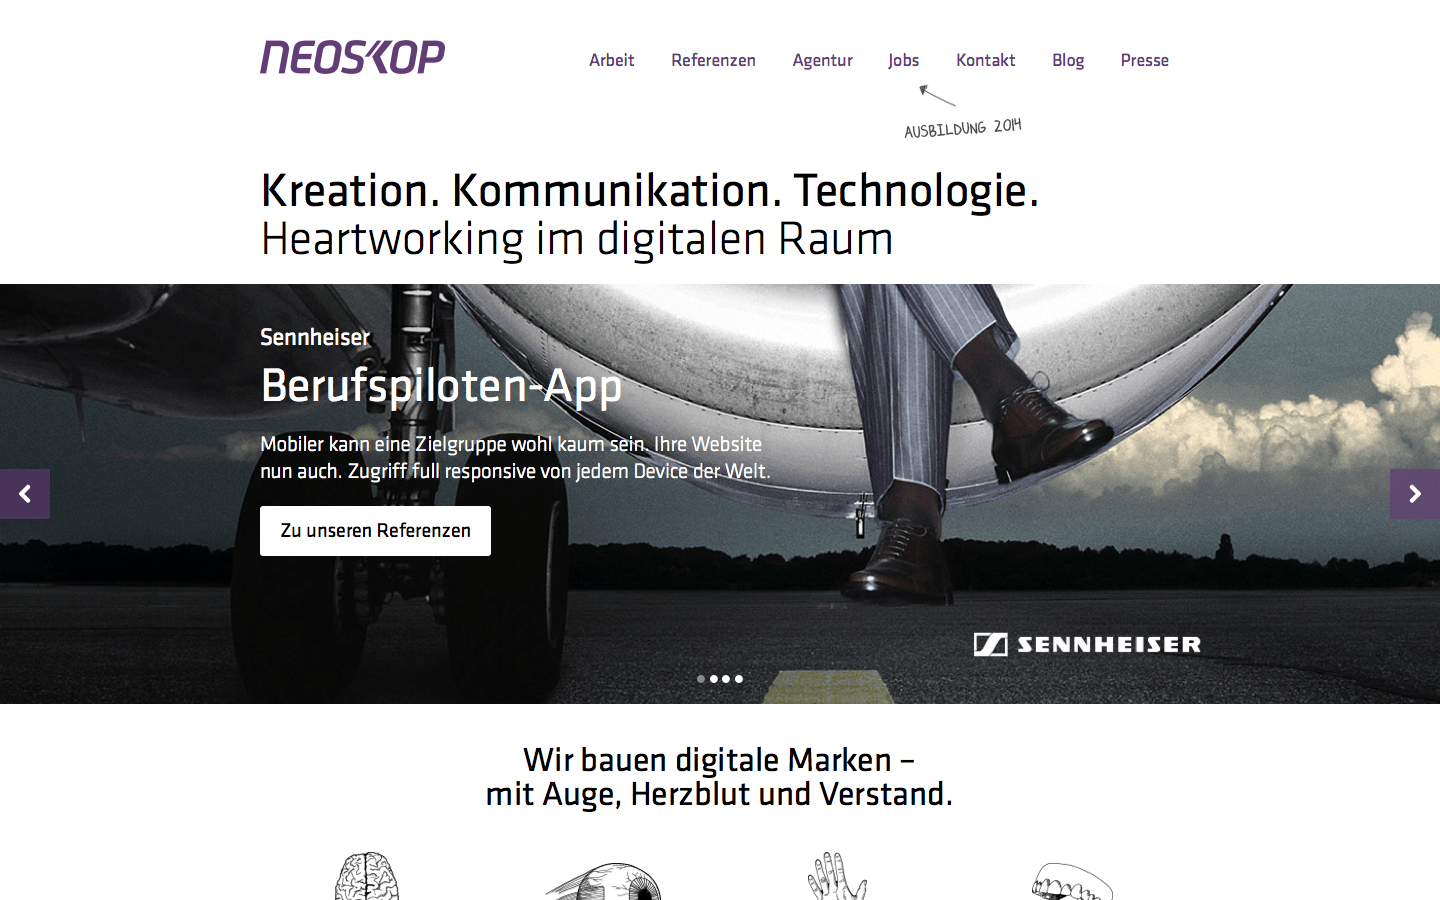 NEOSKOP
Arbeit Referenzen Agentur Jobs Kontakt Blog Presse
AUSBILDUNG 2014
Kreation. Kommunikation. Technologie.
Heartworking im digitalen Raum
Sennheiser
Berufspiloten-App
Mobiler kann eine Zielgruppe wohl kaum sein. Ihre Website
nun auch. Zugriff full responsive von jedem Device der Welt.
Zu unseren Referenzen
SENNHEISER
Wir bauen digitale Marken –
mit Auge, Herzblut und Verstand.